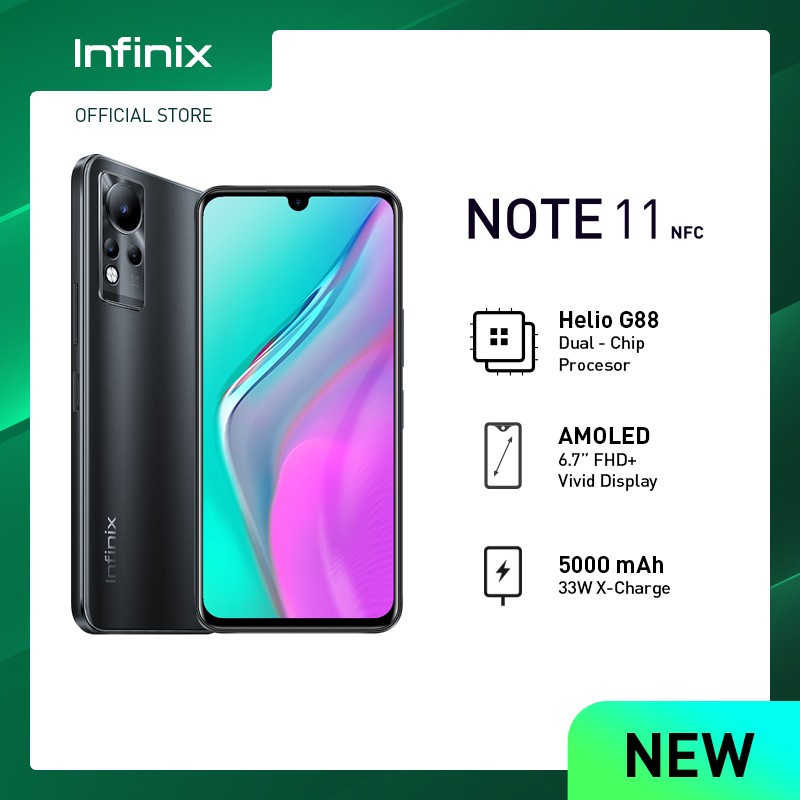 Infinix
OFFICIAL STORE
NOTE 11 NFC
Helio G88
Dual - Chip
Procesor
AMOLED
6.7” FHD+
Vivid Display
5000 mAh
33W X-Charge
Infinix
NEW